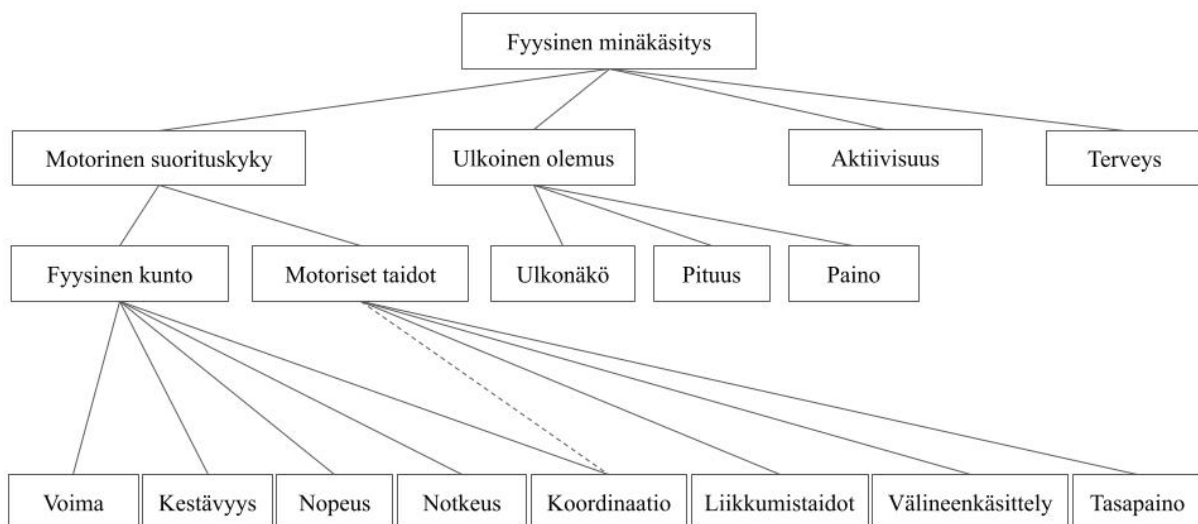 Fyysinen minäkäsitys
Motorinen suorituskyky
Ulkoinen olemus
Aktiivisuus
Terveys
Fyysinen kunto
Motoriset taidot
Ulkonäkö
Pituus
Paino
Voima
Kestävyys
Nopeus
Notkeus
Koordinaatio
Liikkumistaidot
Välineenkäsittely
Tasapaino